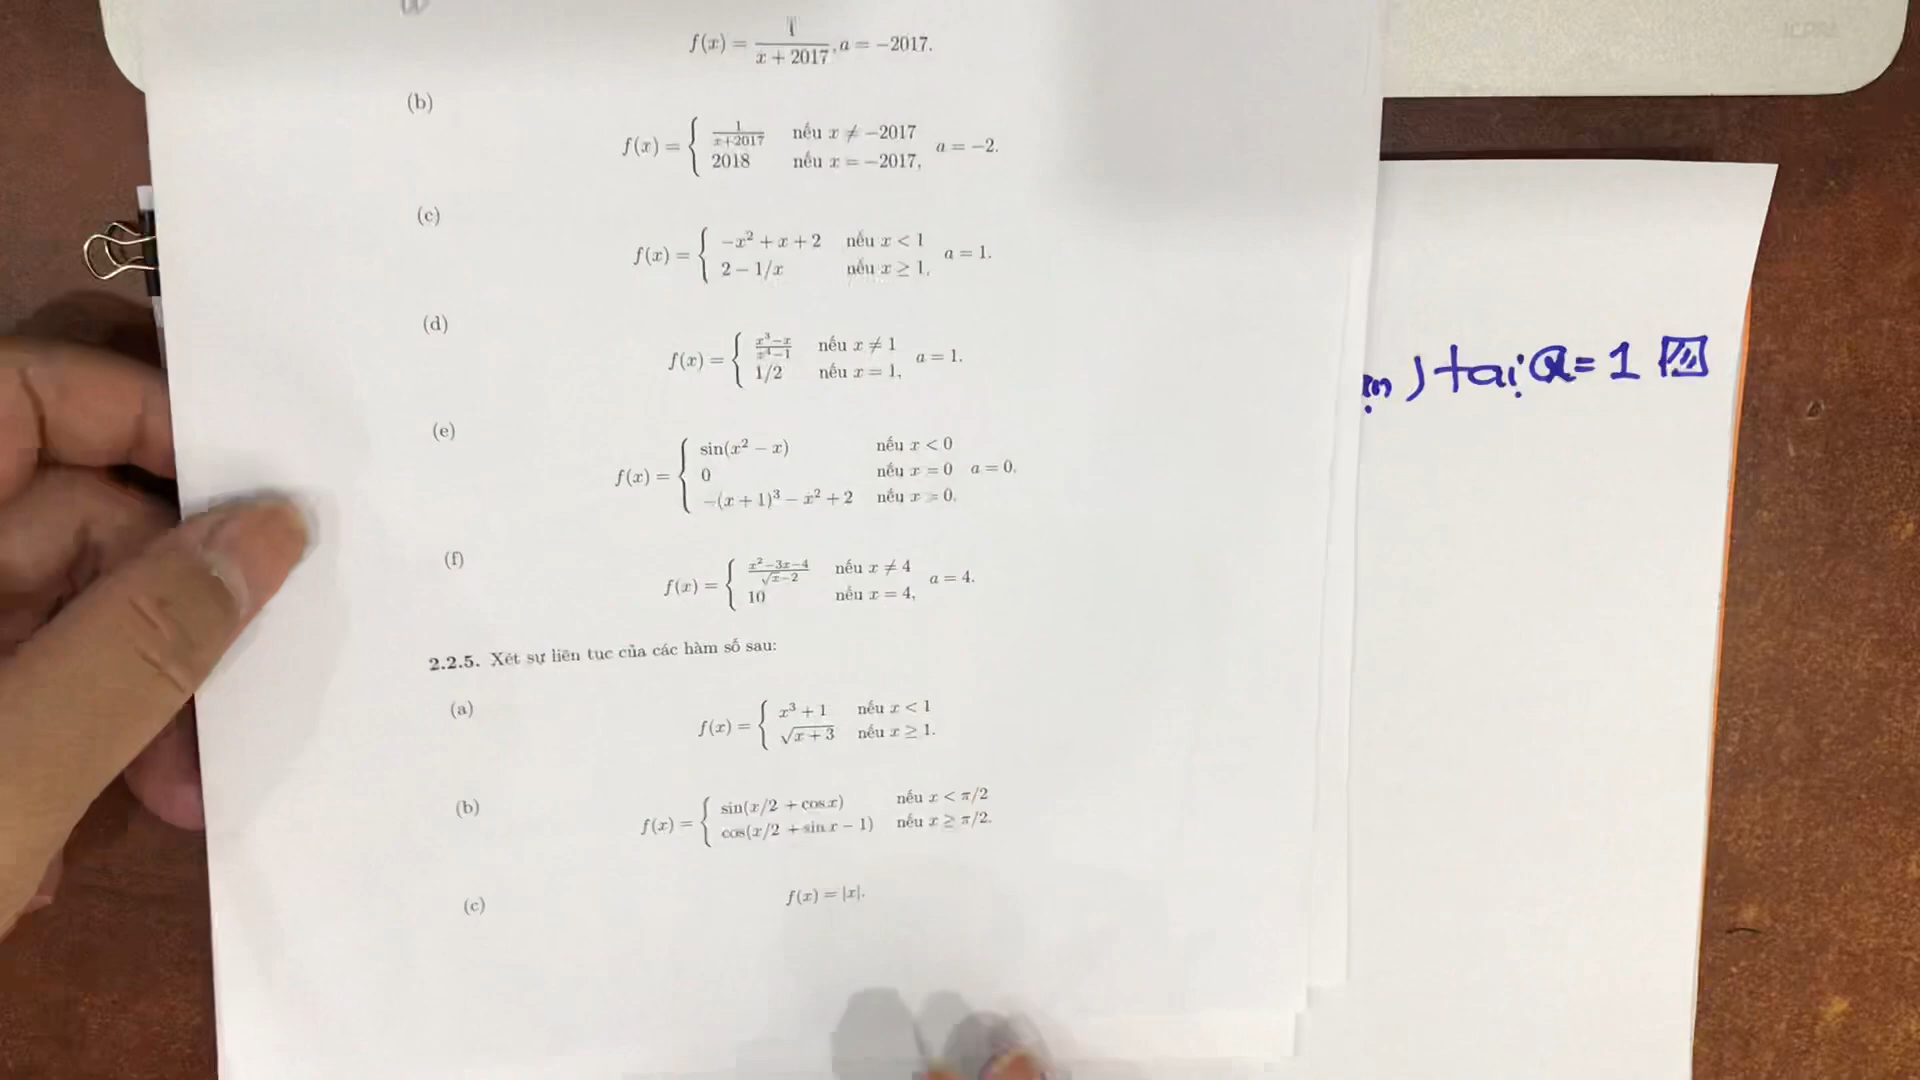 f(x) = 1/(x + 2017), a = −2017.
(b)
f(x) = { 1/(x+2017) nếu x ≠ −2017
2018 nếu x = −2017, a = −2.
(c)
f(x) = { −x² + x + 2 nếu x < 1
2 − 1/x nếu x ≥ 1, a = 1.
(d)
f(x) = { (x³−x)/(x⁴−1) nếu x ≠ 1
1/2 nếu x = 1, a = 1.
(e)
f(x) = { sin(x² − x) nếu x < 0
0 nếu x = 0 a = 0.
−(x + 1)³ − x² + 2 nếu x = 0.
(f)
f(x) = { (x²−3x−4)/(√x−2) nếu x ≠ 4
10 nếu x = 4, a = 4.
2.2.5. Xét sự liên tục của các hàm số sau:
(a)
f(x) = { x³ + 1 nếu x < 1
√(x + 3) nếu x ≥ 1.
(b)
f(x) = { sin(x/2 + cos x) nếu x < π/2
cos(x/2 + sin x − 1) nếu x ≥ π/2.
(c)
f(x) = |x|.
) tại a = 1